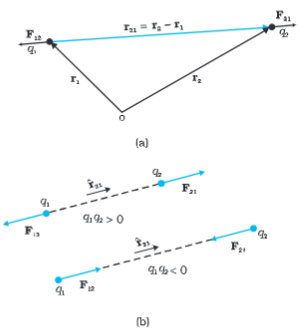 F₂₁
F₁₂
r₂₁ = r₂ − r₁
q₁
q₂
r₁
r₂
O
(a)
q₂
r̂₂₁
F₂₁
q₁
q₁q₂ > 0
F₁₂
r̂₂₁
q₂
F₂₁
q₁q₂ < 0
q₁
F₁₂
(b)